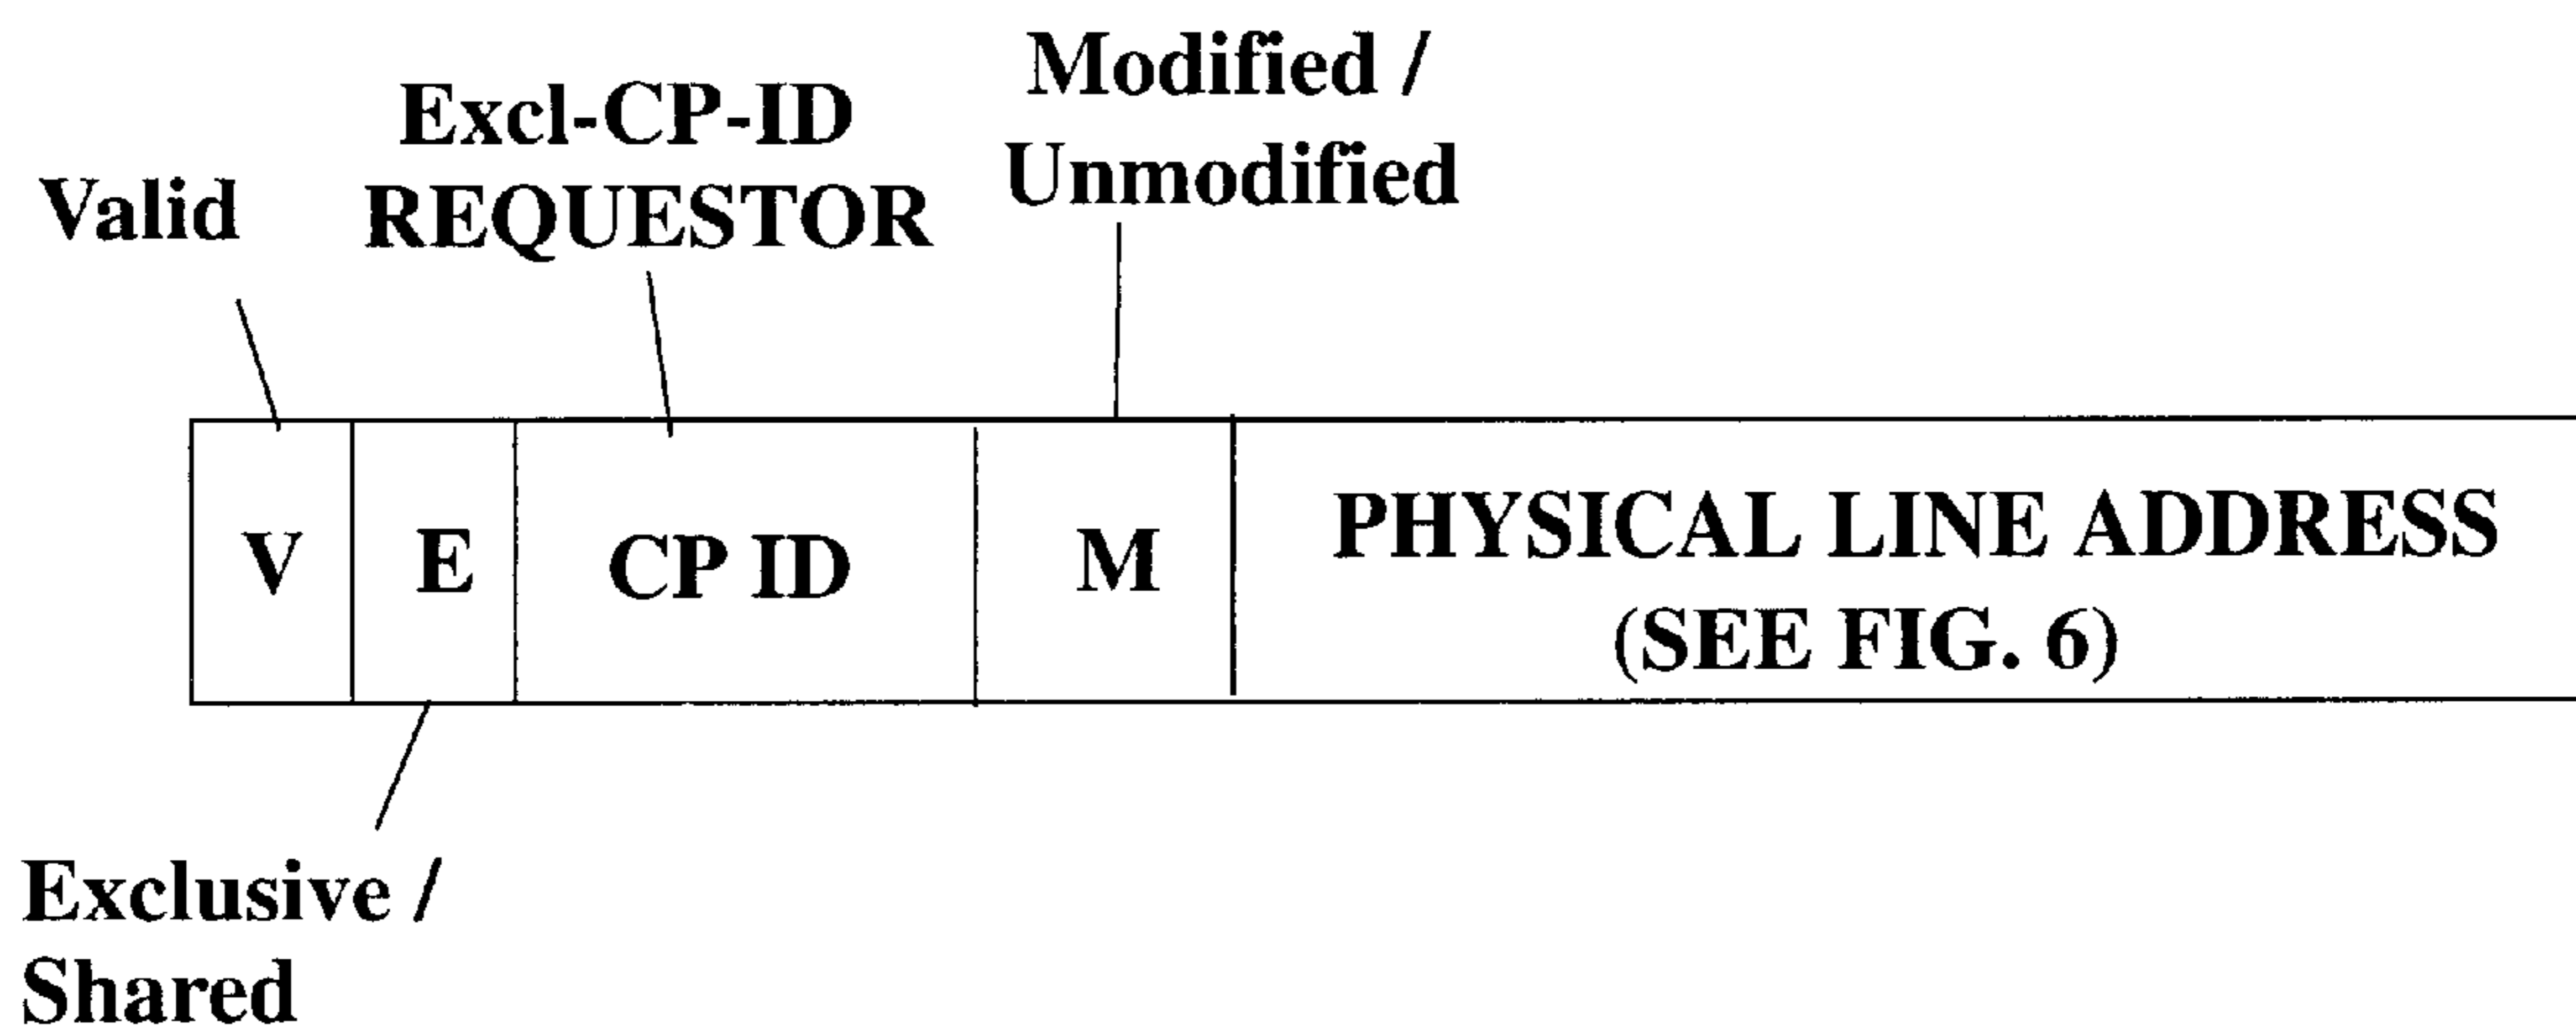 Modified /
Unmodified
Excl-CP-ID
REQUESTOR
Valid
V
E
CP ID
M
PHYSICAL LINE ADDRESS
(SEE FIG. 6)
Exclusive /
Shared